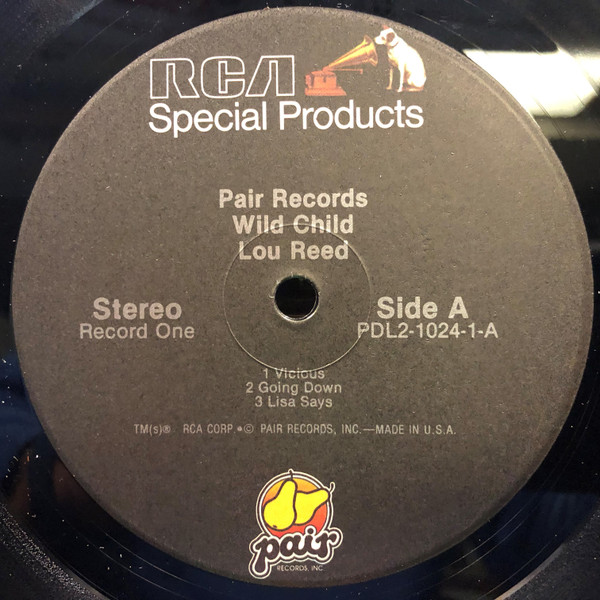 RCA
Special Products
Pair Records
Wild Child
Lou Reed
Stereo
Record One
Side A
PDL2-1024-1-A
1 Vicious
2 Going Down
3 Lisa Says
TM(s)® RCA CORP.•© PAIR RECORDS, INC.—MADE IN U.S.A.
pair
RECORDS, INC.